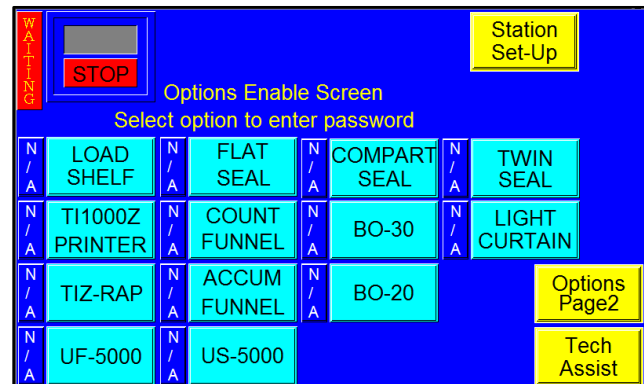 WAITING
STOP
Station
Set-Up
Options Enable Screen
Select option to enter password
N/A LOAD SHELF N/A FLAT SEAL N/A COMPART SEAL N/A TWIN SEAL
N/A TI1000Z PRINTER N/A COUNT FUNNEL N/A BO-30 N/A LIGHT CURTAIN
N/A TIZ-RAP N/A ACCUM FUNNEL N/A BO-20
Options
Page2
N/A UF-5000 N/A US-5000
Tech
Assist